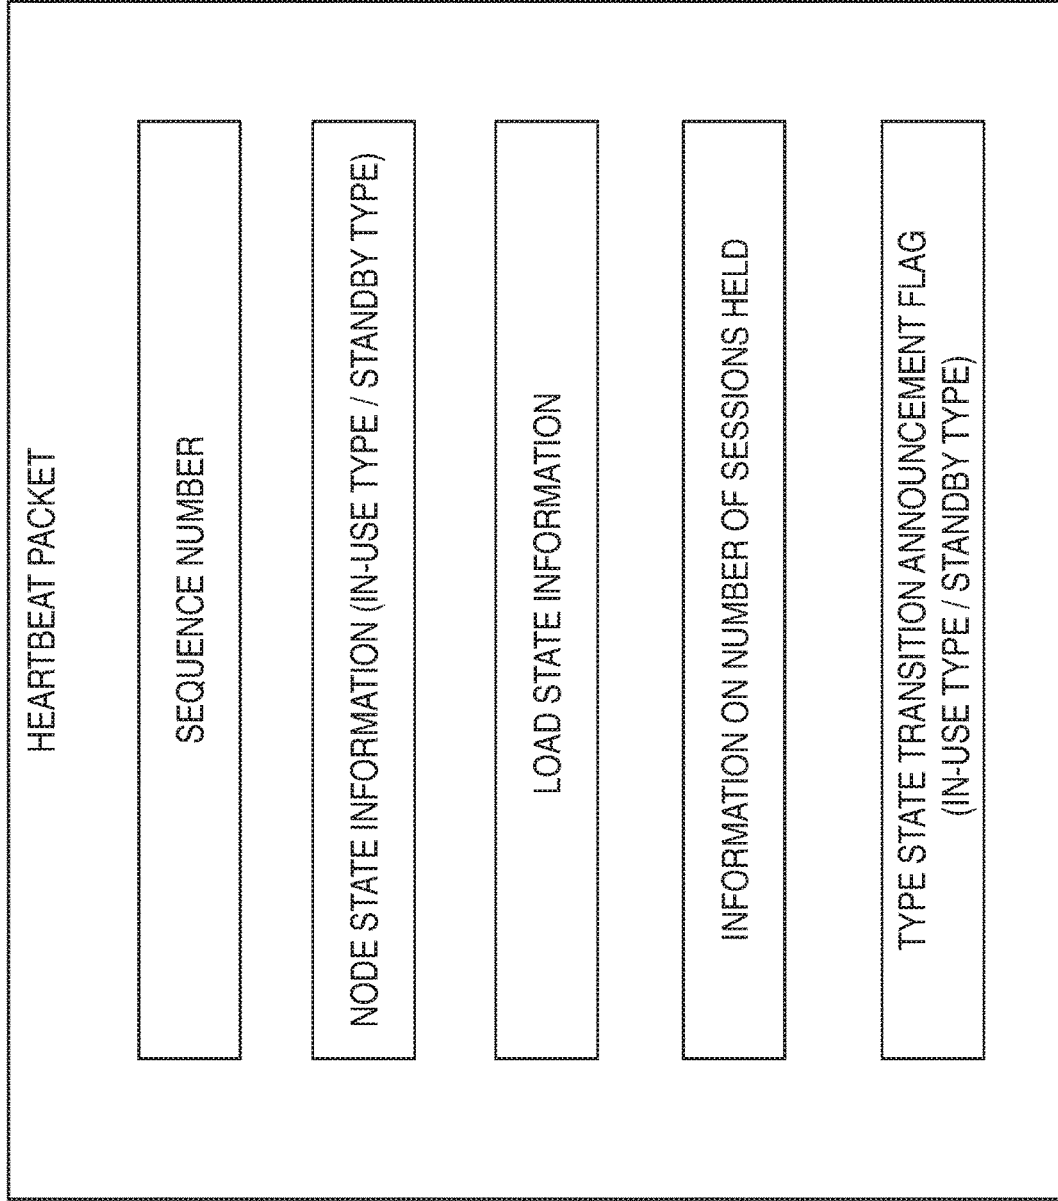 HEARTBEAT PACKET
SEQUENCE NUMBER
NODE STATE INFORMATION (IN-USE TYPE / STANDBY TYPE)
LOAD STATE INFORMATION
INFORMATION ON NUMBER OF SESSIONS HELD
TYPE STATE TRANSITION ANNOUNCEMENT FLAG
(IN-USE TYPE / STANDBY TYPE)